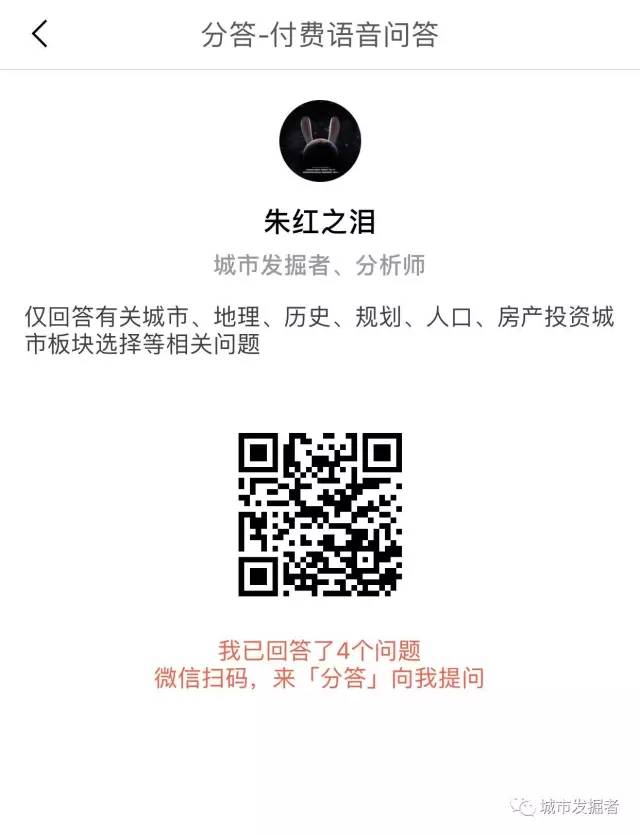 分答-付费语音问答
朱红之泪
城市发掘者、分析师
仅回答有关城市、地理、历史、规划、人口、房产投资城
市板块选择等相关问题
我已回答了4个问题
微信扫码，来「分答」向我提问
城市发掘者